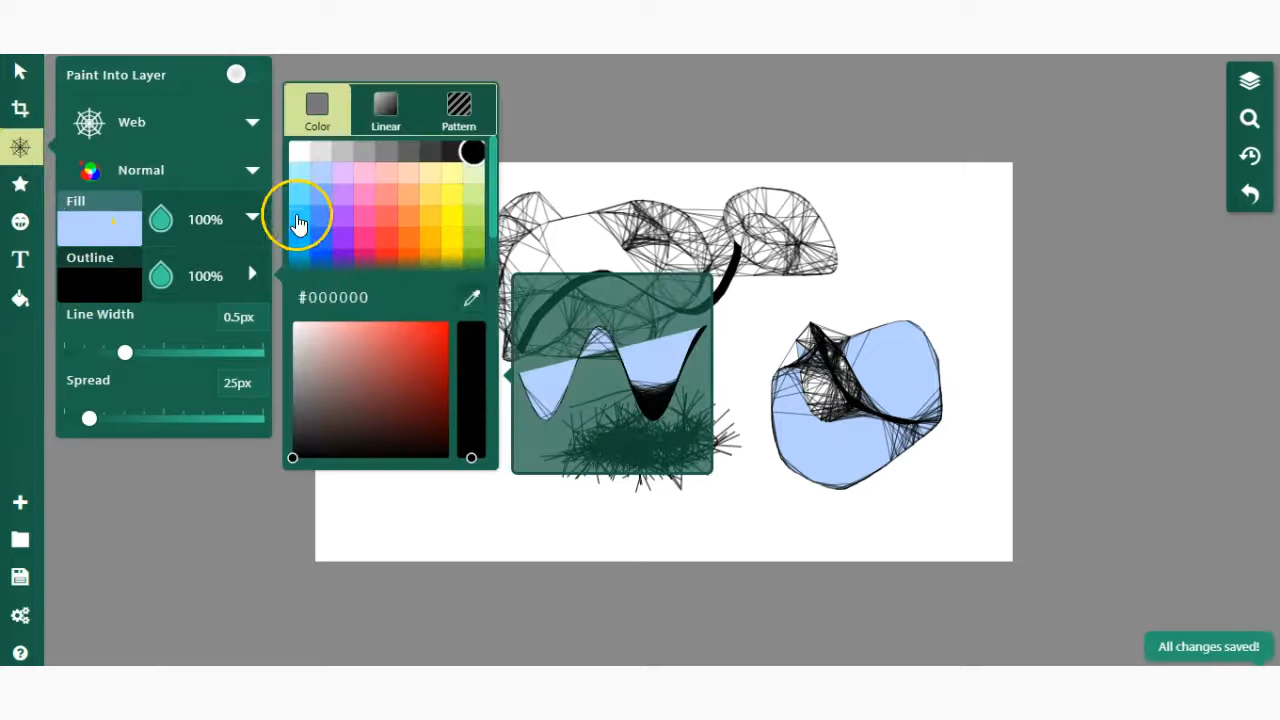 Paint Into Layer
Web
Normal
Fill
100%
Outline
100%
Line Width
0.5px
Spread
25px
Color
Linear
Pattern
#000000
T
All changes saved!